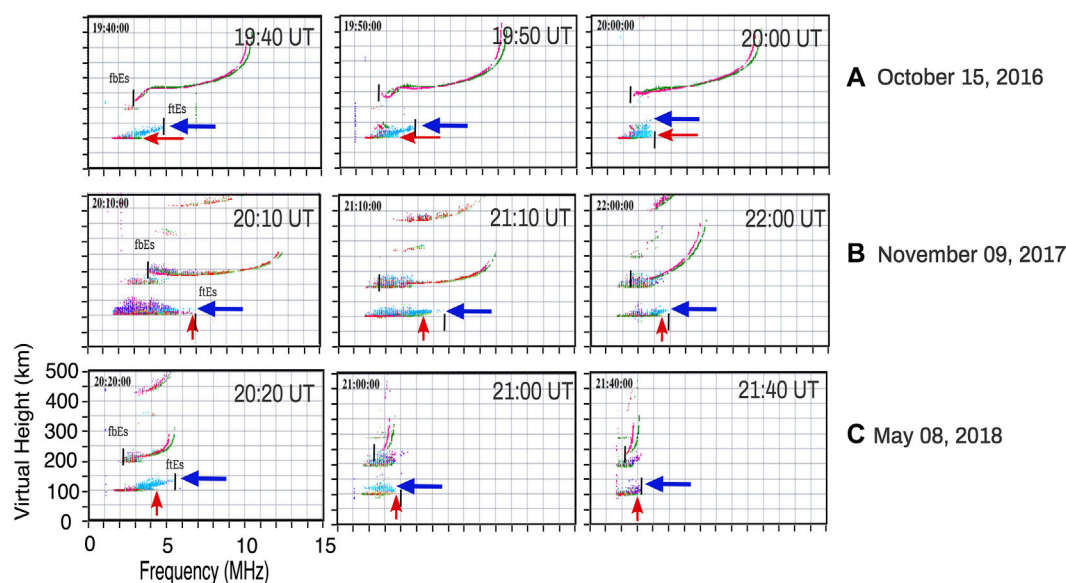 19:40:00
19:40 UT
fbEs
ftEs
19:50:00
19:50 UT
20:00:00
20:00 UT
A October 15, 2016
20:10:00
20:10 UT
fbEs
ftEs
21:10:00
21:10 UT
22:00:00
22:00 UT
B November 09, 2017
Virtual Height (km)
500
400
300
200
100
0
20:20:00
20:20 UT
fbEs
ftEs
21:00:00
21:00 UT
21:40:00
21:40 UT
C May 08, 2018
0 5 10 15
Frequency (MHz)